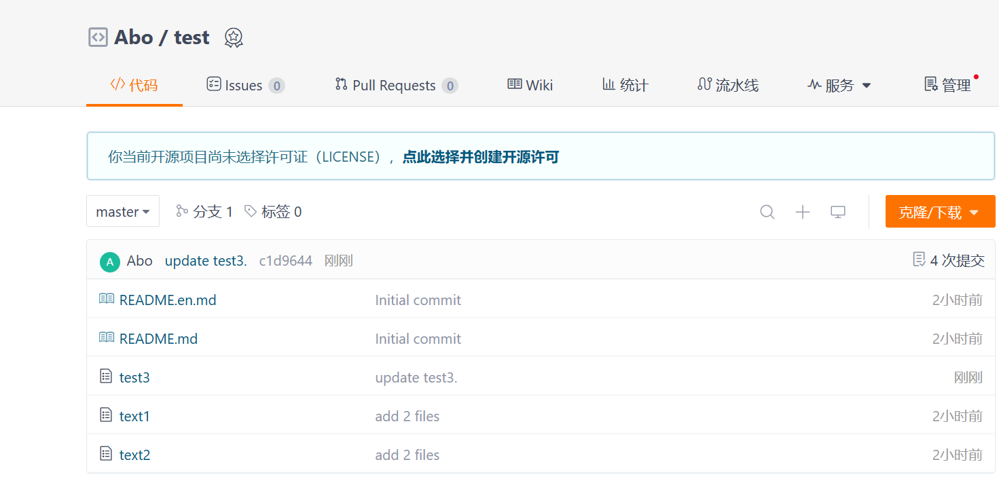 Abo / test
代码 Issues 0 Pull Requests 0 Wiki 统计 流水线 服务 管理
你当前开源项目尚未选择许可证（LICENSE），点此选择并创建开源许可
master 分支 1 标签 0 克隆/下载
A Abo update test3. c1d9644 刚刚 4 次提交
README.en.md Initial commit 2小时前
README.md Initial commit 2小时前
test3 update test3. 刚刚
text1 add 2 files 2小时前
text2 add 2 files 2小时前